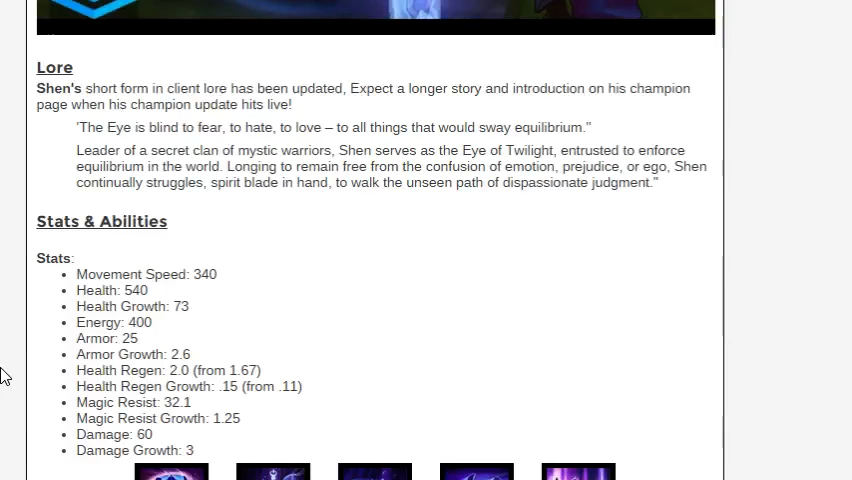 Lore
Shen's short form in client lore has been updated, Expect a longer story and introduction on his champion
page when his champion update hits live!
'The Eye is blind to fear, to hate, to love – to all things that would sway equilibrium."
Leader of a secret clan of mystic warriors, Shen serves as the Eye of Twilight, entrusted to enforce
equilibrium in the world. Longing to remain free from the confusion of emotion, prejudice, or ego, Shen
continually struggles, spirit blade in hand, to walk the unseen path of dispassionate judgment."
Stats & Abilities
Stats:
• Movement Speed: 340
• Health: 540
• Health Growth: 73
• Energy: 400
• Armor: 25
• Armor Growth: 2.6
• Health Regen: 2.0 (from 1.67)
• Health Regen Growth: .15 (from .11)
• Magic Resist: 32.1
• Magic Resist Growth: 1.25
• Damage: 60
• Damage Growth: 3